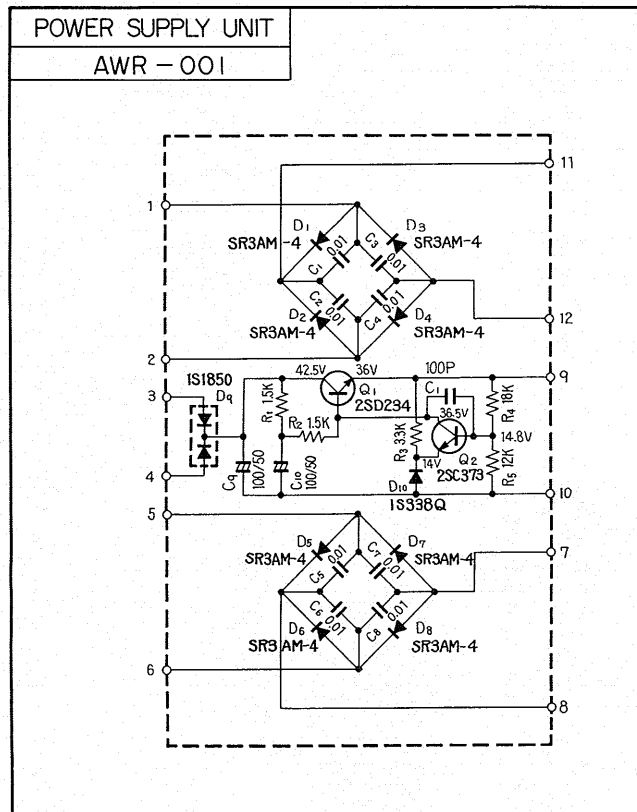 POWER SUPPLY UNIT
AWR-001
11
1
D1
SR3AM-4
D3
SR3AM-4
C1
0.01
C3
0.01
C2
0.01
C4
0.01
D2
SR3AM-4
D4
SR3AM-4
12
2
42.5V
36V
100P
9
1S1850
D9
3
R1 1.5K
Q1
2SD234
C1
R4 18K
R2 1.5K
R3 3.3K
36.5V
14.8V
4
C9
100/50
C10
100/50
14V
Q2
2SC373
R5 12K
D10
1S338Q
10
5
D5
SR3AM-4
D7
SR3AM-4
C5
0.01
C7
0.01
7
C6
0.01
C8
0.01
D6
SR3AM-4
D8
SR3AM-4
6
8